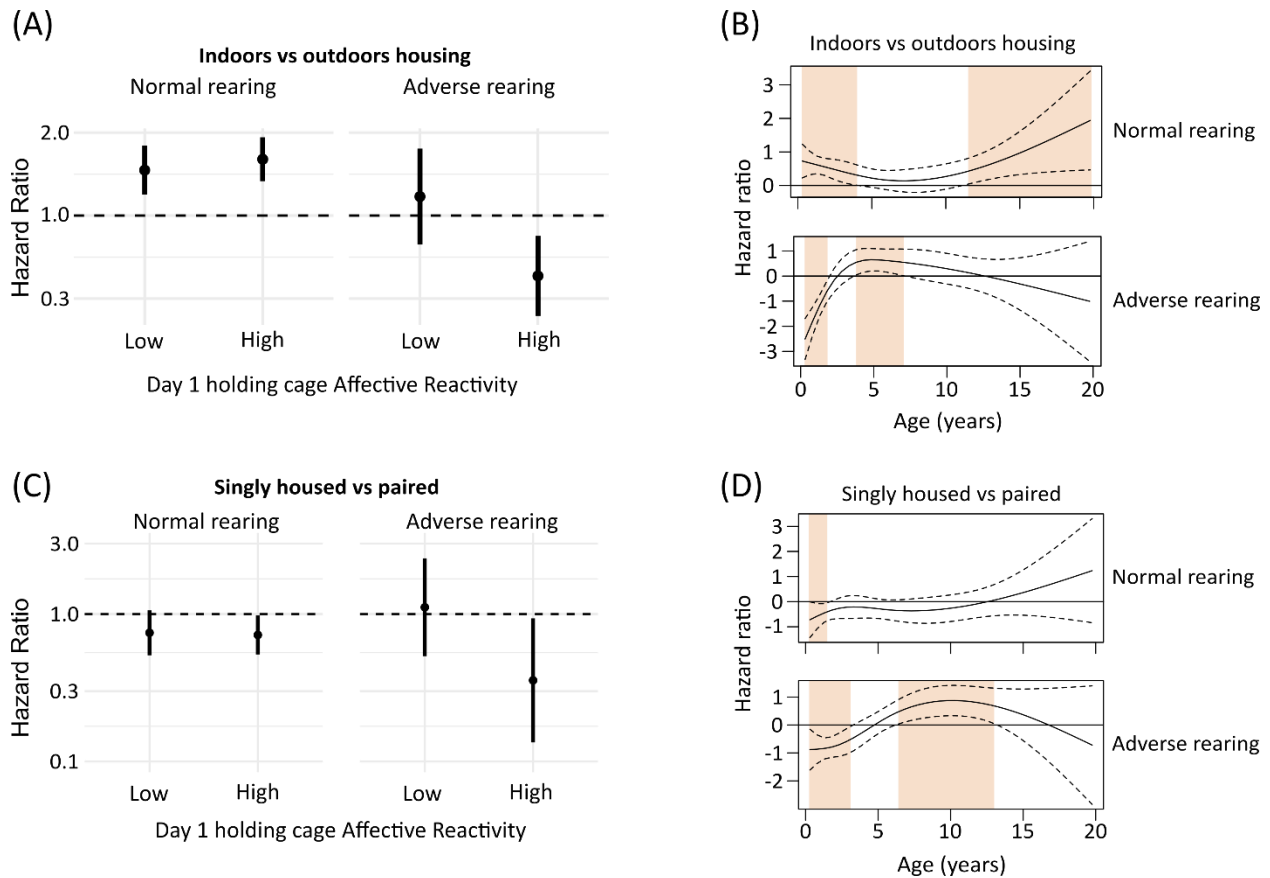 (A)
Indoors vs outdoors housing
Normal rearing
Adverse rearing
Hazard Ratio
2.0
1.0
0.3
Low
High
Low
High
Day 1 holding cage Affective Reactivity
(B)
Indoors vs outdoors housing
Hazard ratio
3
2
1
0
Normal rearing
1
0
-1
-2
-3
Adverse rearing
0
5
10
15
20
Age (years)
(C)
Singly housed vs paired
Normal rearing
Adverse rearing
Hazard Ratio
3.0
1.0
0.3
0.1
Low
High
Low
High
Day 1 holding cage Affective Reactivity
(D)
Singly housed vs paired
Hazard ratio
3
2
1
0
-1
Normal rearing
1
0
-1
-2
Adverse rearing
0
5
10
15
20
Age (years)